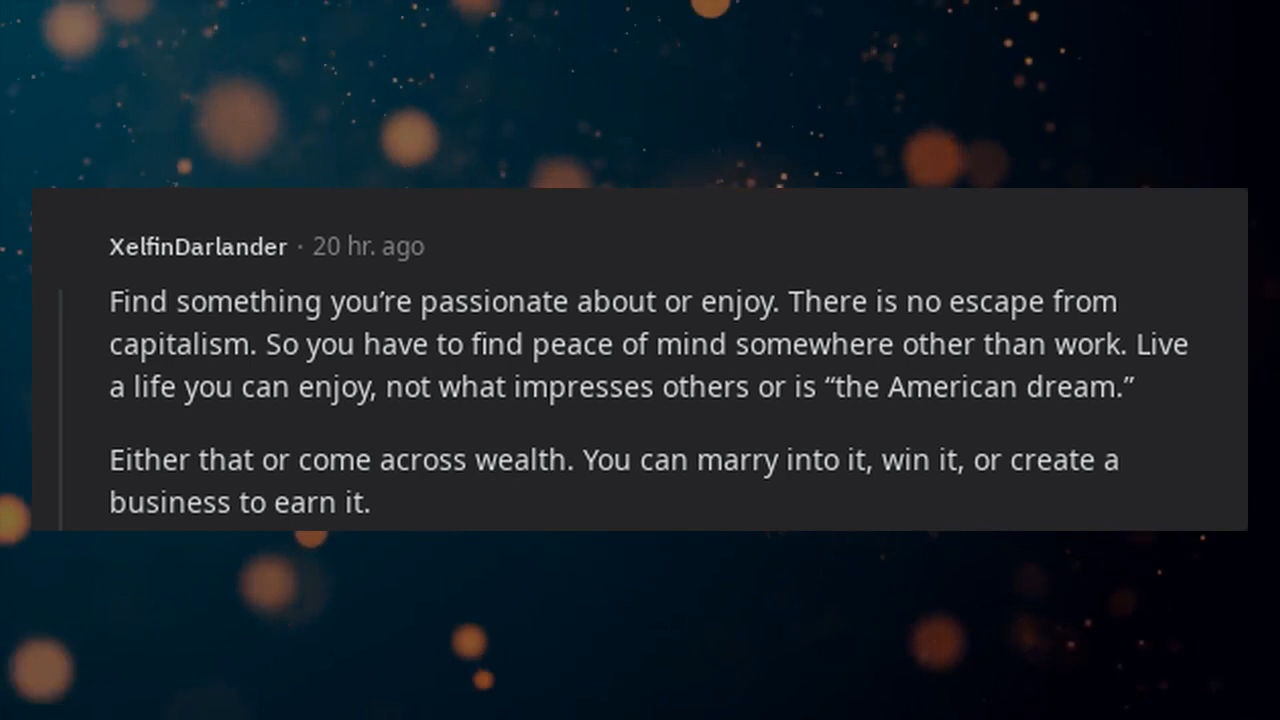 XelfinDarlander · 20 hr. ago
Find something you’re passionate about or enjoy. There is no escape from
capitalism. So you have to find peace of mind somewhere other than work. Live
a life you can enjoy, not what impresses others or is “the American dream.”
Either that or come across wealth. You can marry into it, win it, or create a
business to earn it.